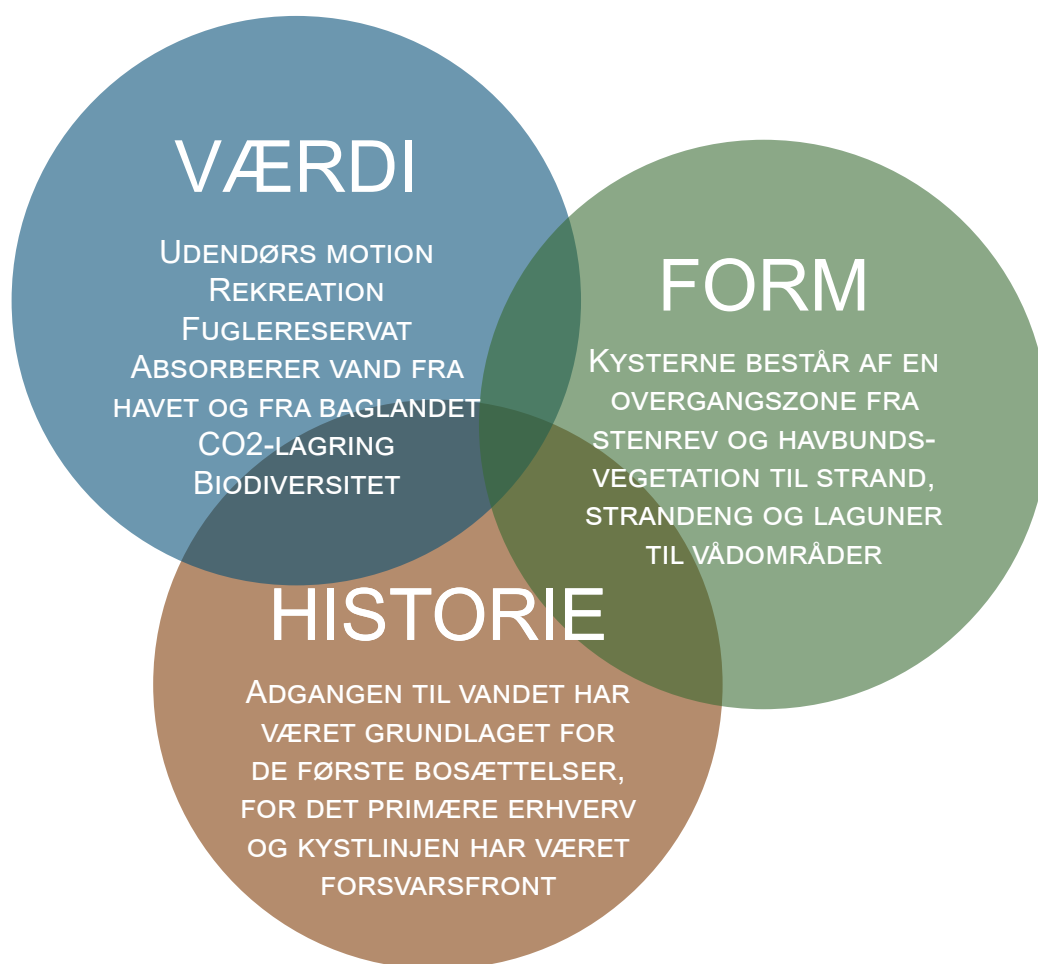 VÆRDI
Udendørs motion
Rekreation
Fuglereservat
Absorberer vand fra
havet og fra baglandet
CO2-lagring
Biodiversitet
FORM
Kysterne består af en
overgangszone fra
stenrev og havbunds-
vegetation til strand,
strandeng og laguner
til vådområder
HISTORIE
Adgangen til vandet har
været grundlaget for
de første bosættelser,
for det primære erhverv
og kystlinjen har været
forsvarsfront